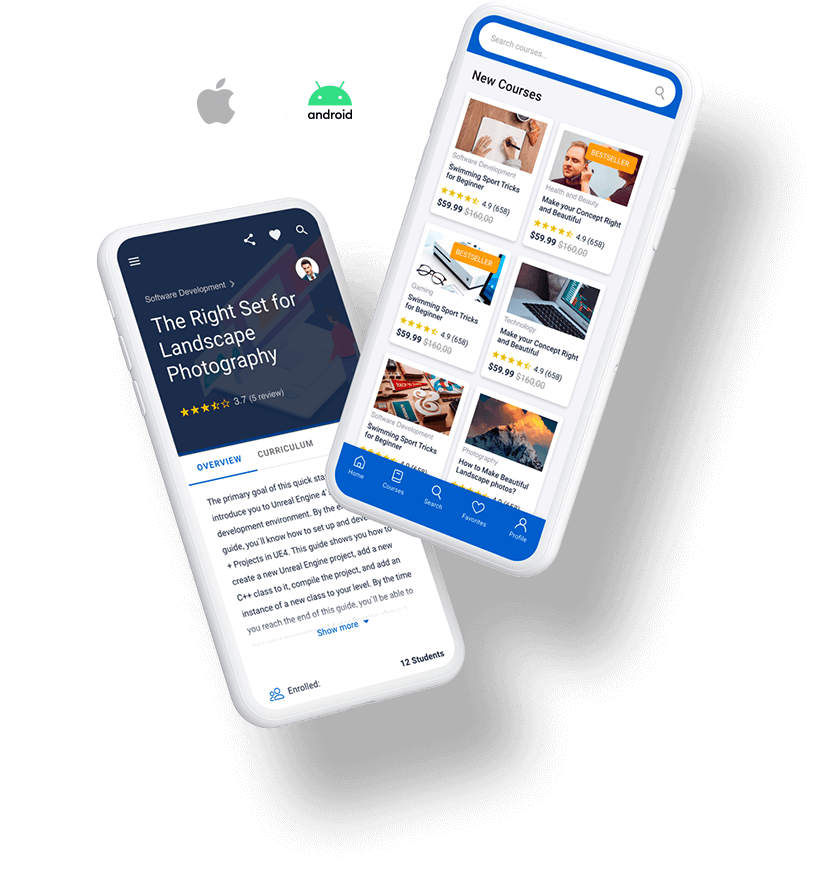 android
Search courses...
New Courses
Software Development
Swimming Sport Tricks
for Beginner
4.9 (658)
$59.99 $160,00
BESTSELLER
Health and Beauty
Make your Concept Right
and Beautiful
4.9 (658)
$59.99 $160,00
BESTSELLER
Gaming
Swimming Sport Tricks
for Beginner
4.9 (658)
$59.99 $160,00
Technology
Make your Concept Right
and Beautiful
4.9 (658)
$59.99 $160,00
Software Development
Swimming Sport Tricks
for Beginner
Photography
How to Make Beautiful
Landscape photos?
Home
Courses
Search
Favorites
Profile
Software Development
The Right Set for
Landscape
Photography
3.7 (5 review)
OVERVIEW
CURRICULUM
The primary goal of this quick sta
introduce you to Unreal Engine 4`
development environment. By the e
guide, you`ll know how to set up and deve
+ Projects in UE4. This guide shows you how to
create a new Unreal Engine project, add a new
C++ class to it, compile the project, and add an
instance of a new class to your level. By the time
you reach the end of this guide, you`ll be able to
Show more
Enrolled:
12 Students